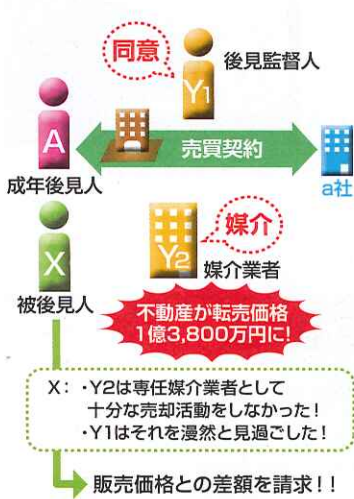 同意
Y1
後見監督人
A
売買契約
成年後見人
a社
X
Y2
媒介
媒介業者
被後見人
不動産が転売価格
1億3,800万円に!
X：・Y2は専任媒介業者として
十分な売却活動をしなかった!
・Y1はそれを漫然と見過ごした!
販売価格との差額を請求!!